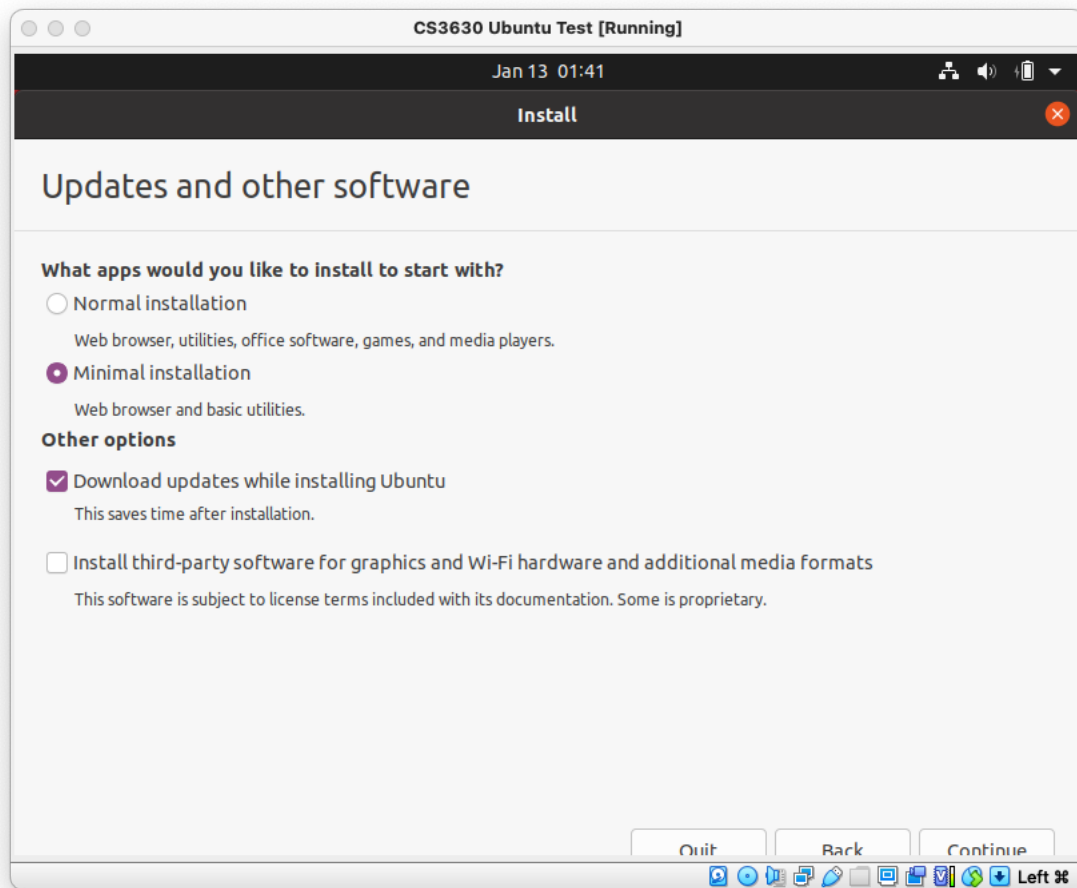 CS3630 Ubuntu Test [Running]
Jan 13 01:41
Install
Updates and other software
What apps would you like to install to start with?
Normal installation
Web browser, utilities, office software, games, and media players.
Minimal installation
Web browser and basic utilities.
Other options
Download updates while installing Ubuntu
This saves time after installation.
Install third-party software for graphics and Wi-Fi hardware and additional media formats
This software is subject to license terms included with its documentation. Some is proprietary.
Quit Back Continue
Left ⌘